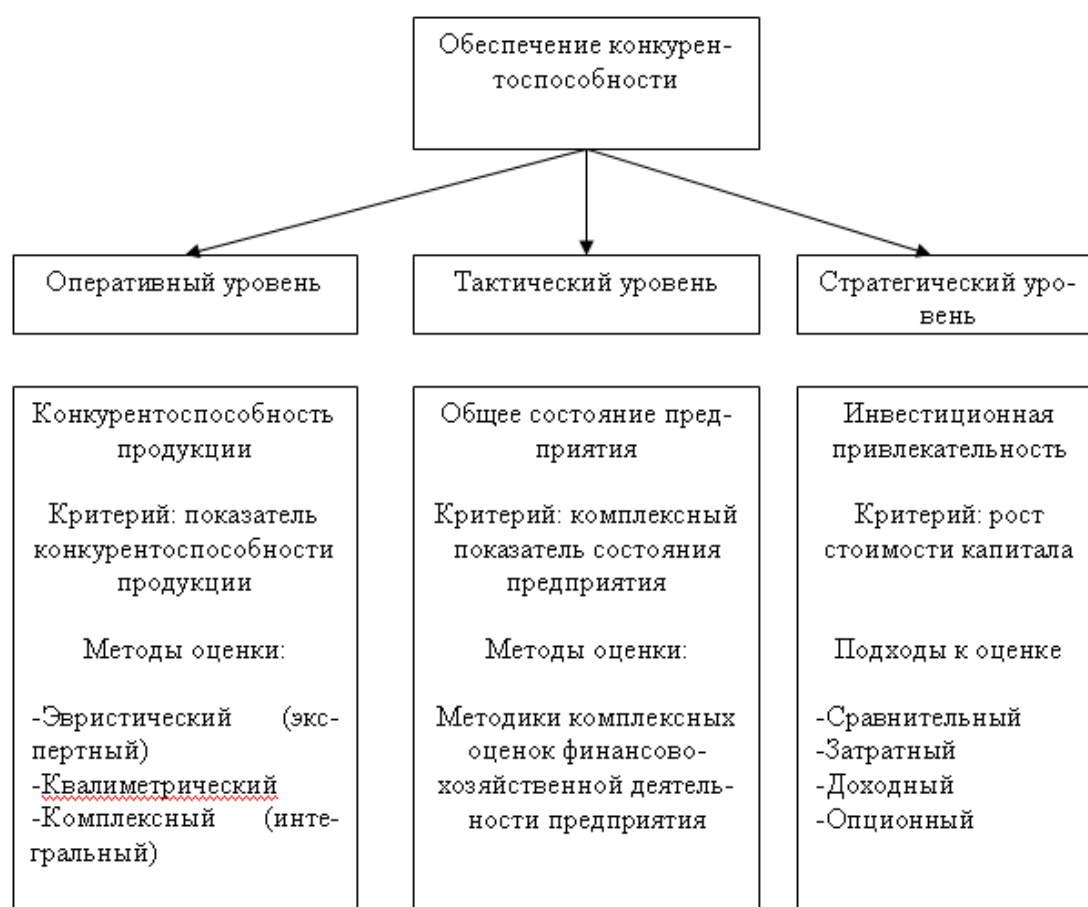 Обеспечение конкурен-
тоспособности
Оперативный уровень
Тактический уровень
Стратегический уро-
вень
Конкурентоспособность
продукции
Критерий: показатель
конкурентоспособности
продукции
Методы оценки:
-Эвристический (экс-
пертный)
-Квалиметрический
-Комплексный (инте-
гральный)
Общее состояние пред-
приятия
Критерий: комплексный
показатель состояния
предприятия
Методы оценки:
Методики комплексных
оценок финансово-
хозяйственной деятель-
ности предприятия
Инвестиционная
привлекательность
Критерий: рост
стоимости капитала
Подходы к оценке
-Сравнительный
-Затратный
-Доходный
-Опционный